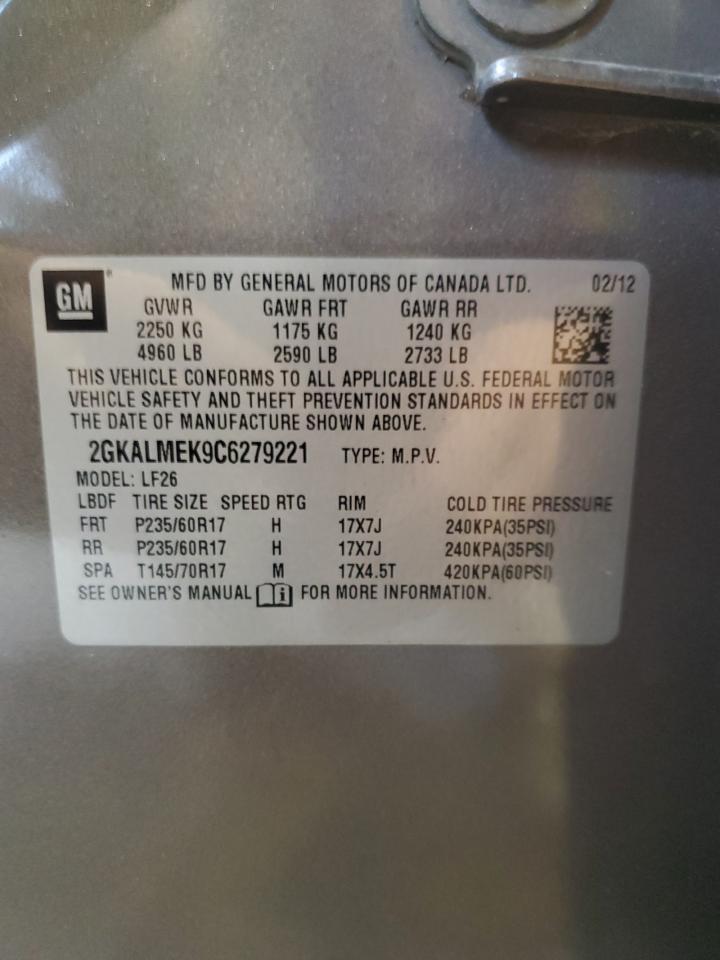 GM®
MFD BY GENERAL MOTORS OF CANADA LTD. 02/12
GVWR GAWR FRT GAWR RR
2250 KG 1175 KG 1240 KG
4960 LB 2590 LB 2733 LB
THIS VEHICLE CONFORMS TO ALL APPLICABLE U.S. FEDERAL MOTOR
VEHICLE SAFETY AND THEFT PREVENTION STANDARDS IN EFFECT ON
THE DATE OF MANUFACTURE SHOWN ABOVE.
2GKALMEK9C6279221 TYPE: M.P.V.
MODEL: LF26
LBDF TIRE SIZE SPEED RTG RIM COLD TIRE PRESSURE
FRT P235/60R17 H 17X7J 240KPA(35PSI)
RR P235/60R17 H 17X7J 240KPA(35PSI)
SPA T145/70R17 M 17X4.5T 420KPA(60PSI)
SEE OWNER'S MANUAL i FOR MORE INFORMATION.